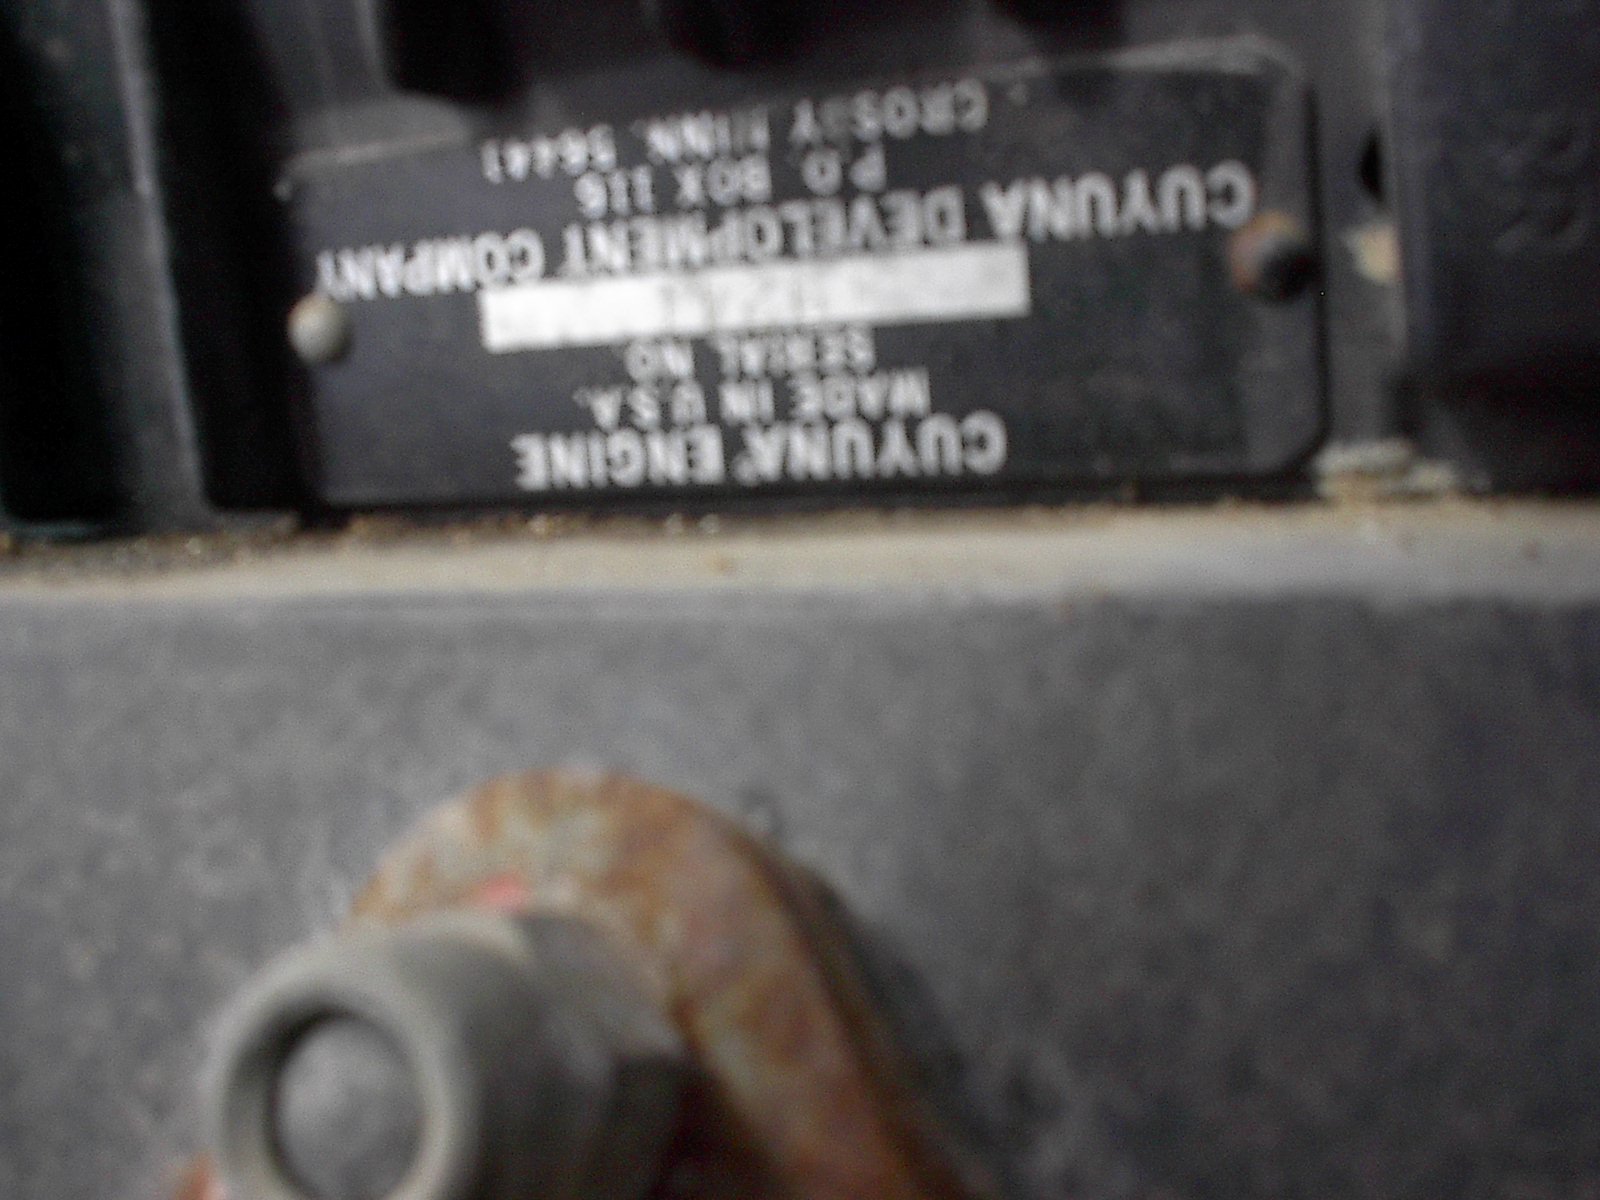 CUYUNA ENGINE
MADE IN U.S.A.
SERIAL NO.
CUYUNA DEVELOPMENT COMPANY
P.O. BOX 116
CROSBY MINN. 56441